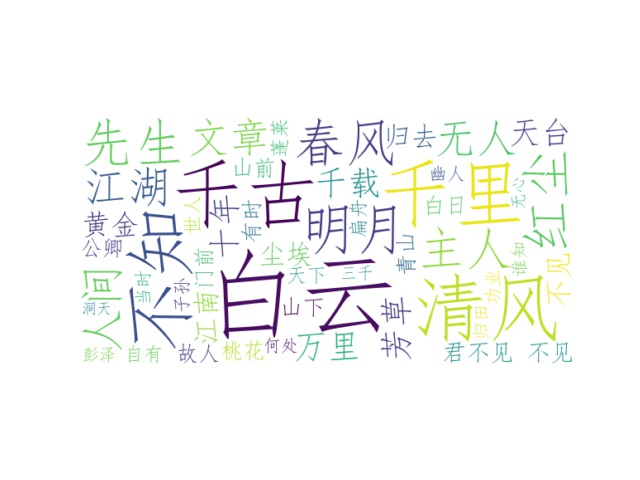 先生
文章
蓬莱
春风
归去
无人
天台
江湖
山前
千古
千载
千里
幽人
白日
无心
红尘
黄金
公卿
不知
世人
十年
有时
明月
扁舟
青山
主人
谁知
不见
人间
当时
子孙
门前
江南
尘埃
天下
三千
白云
山下
清风
归田
功业
洞天
彭泽
自有
故人
桃花
何处
万里
芳草
君不见
不见